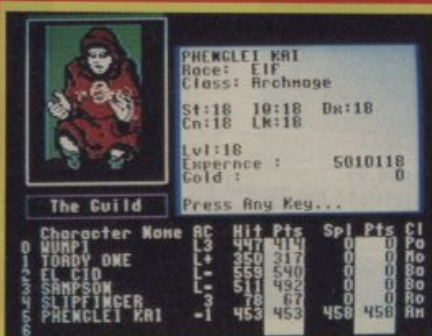 PHENGLEI KAI
Race: Elf
Class: Archmage
St:18 IQ:18 Dx:18
Cn:18 LK:18
Lvl:18
Expernce : 5010118
Gold : 0
The Guild
Press Any Key...
Character Name AC Hit Pts Spl Pts Cl
0 WUMPI L3 447 414 0 0 Pa
1 TORDY ONE L+ 350 317 0 0 Mo
2 EL CID L- 559 540 0 0 Ba
3 SAMPSON L- 511 492 0 0 Ba
4 SLIPFINGER 3 78 67 0 0 Ro
5 PHENGLEI KAI -1 453 453 458 458 Am
6